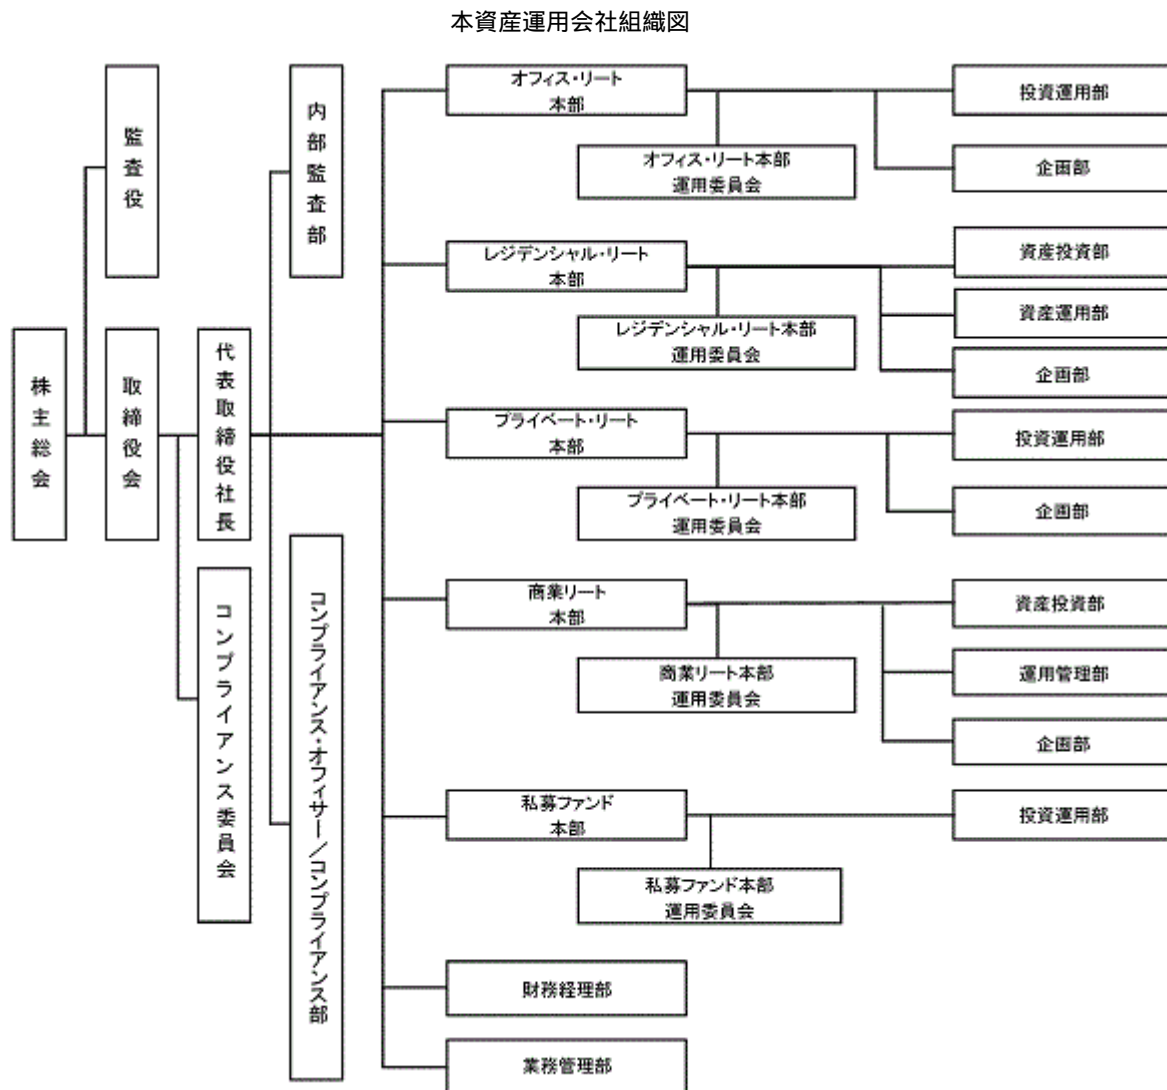 本資産運用会社組織図
株主総会
監査役
取締役会
代表取締役社長
コンプライアンス委員会
内部監査部
コンプライアンス・オフィサー/コンプライアンス部
オフィス・リート
本部
オフィス・リート本部
運用委員会
投資運用部
企画部
レジデンシャル・リート
本部
レジデンシャル・リート本部
運用委員会
資産投資部
資産運用部
企画部
プライベート・リート
本部
プライベート・リート本部
運用委員会
投資運用部
企画部
商業リート
本部
商業リート本部
運用委員会
資産投資部
運用管理部
企画部
私募ファンド
本部
私募ファンド本部
運用委員会
投資運用部
財務経理部
業務管理部